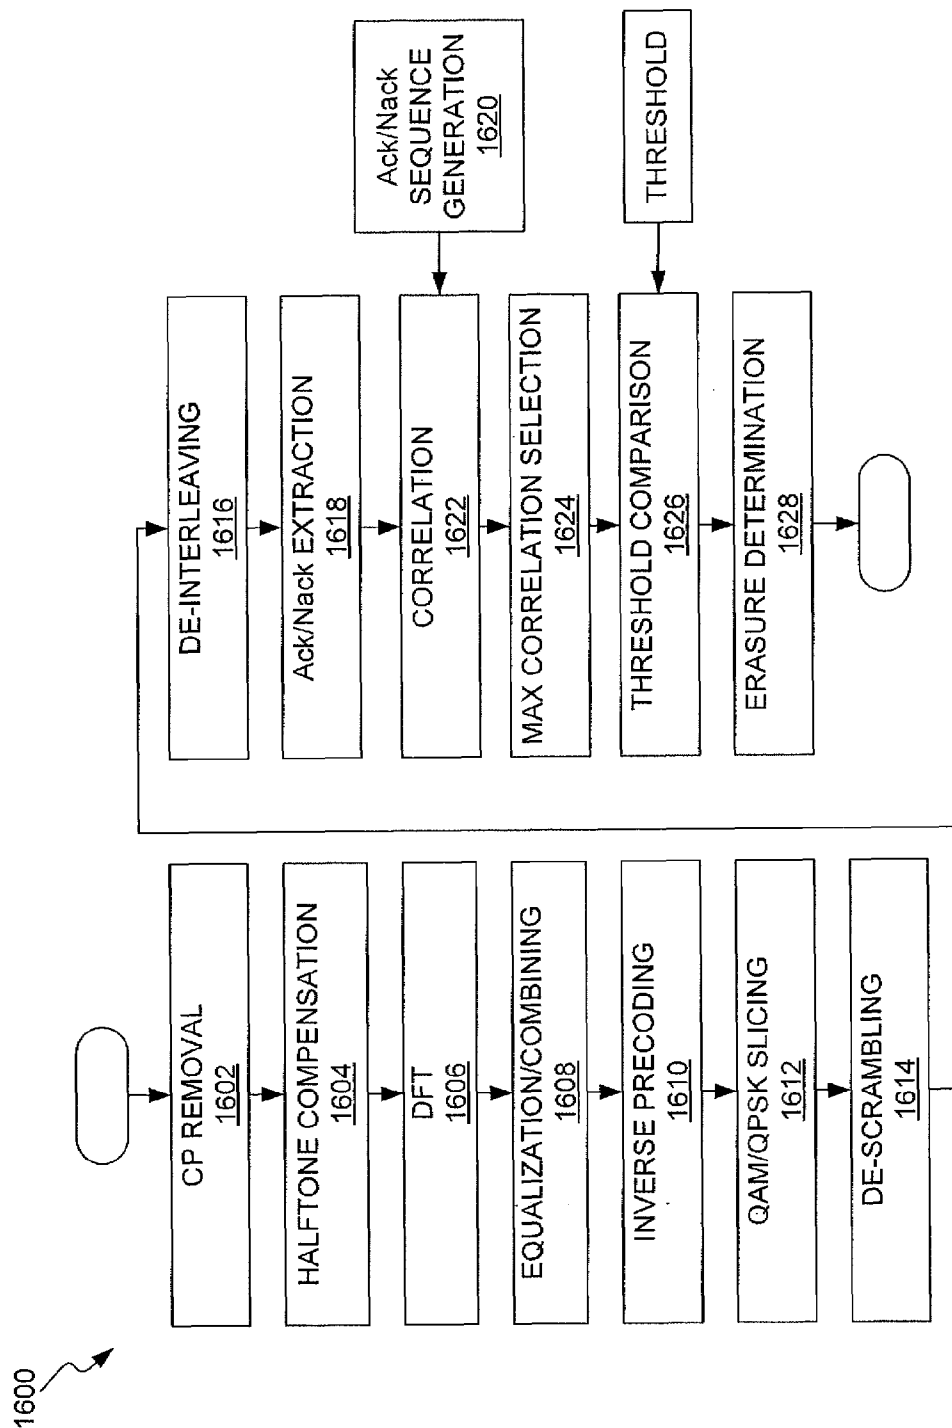 1600
CP REMOVAL
1602
HALFTONE COMPENSATION
1604
DFT
1606
EQUALIZATION/COMBINING
1608
INVERSE PRECODING
1610
QAM/QPSK SLICING
1612
DE-SCRAMBLING
1614
DE-INTERLEAVING
1616
Ack/Nack EXTRACTION
1618
CORRELATION
1622
MAX CORRELATION SELECTION
1624
THRESHOLD COMPARISON
1626
ERASURE DETERMINATION
1628
Ack/Nack
SEQUENCE
GENERATION
1620
THRESHOLD